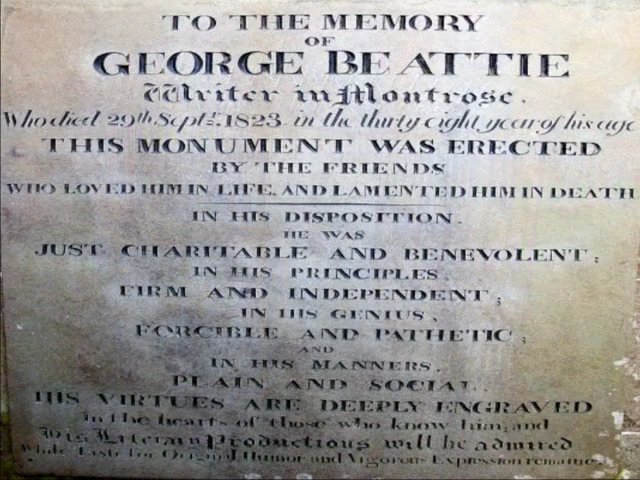 TO THE MEMORY
OF
GEORGE BEATTIE
Writer in Montrose.
Who died 29th Septr. 1823 in the thirty eight year of his age
THIS MONUMENT WAS ERECTED
BY THE FRIENDS
WHO LOVED HIM IN LIFE, AND LAMENTED HIM IN DEATH
IN HIS DISPOSITION.
HE WAS
JUST CHARITABLE AND BENEVOLENT;
IN HIS PRINCIPLES,
FIRM AND INDEPENDENT;
IN HIS GENIUS,
FORCIBLE AND PATHETIC;
AND
IN HIS MANNERS,
PLAIN AND SOCIAL.
HIS VIRTUES ARE DEEPLY ENGRAVED
In the hearts of those who know him, and
His Literary Productions will be admired
While Taste for Original Humor and Vigorous Expression remains.